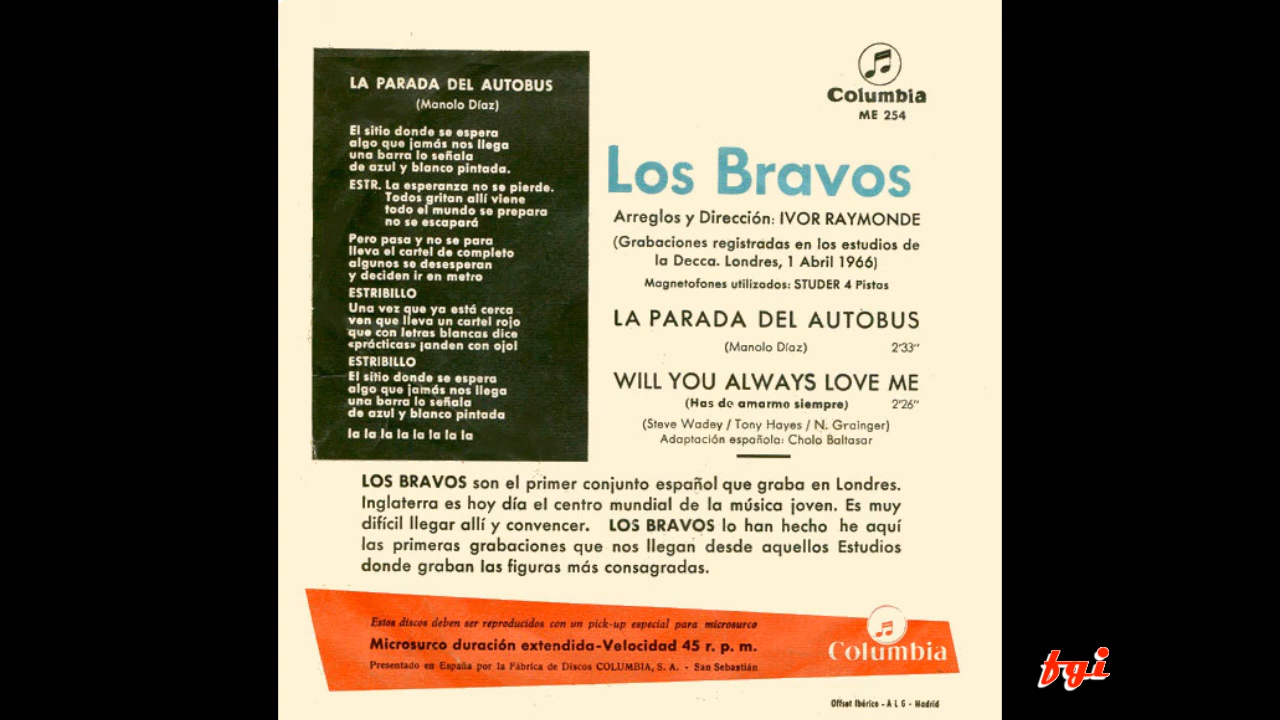 LA PARADA DEL AUTOBUS
(Manolo Díaz)
El sitio donde se espera
algo que jamás nos llega
una barra lo señala
de azul y blanco pintada.
ESTR. La esperanza no se pierde.
Todos gritan allí viene
todo el mundo se prepara
no se escapará
Pero pasa y no se para
lleva el cartel de completo
algunos se desesperan
y deciden ir en metro
ESTRIBILLO
Una vez que ya está cerca
ven que lleva un cartel rojo
que con letras blancas dice
«prácticas» ¡anden con ojo!
ESTRIBILLO
El sitio donde se espera
algo que jamás nos llega
una barra lo señala
de azul y blanco pintada
la la la la la la la la
Columbia
ME 254
Los Bravos
Arreglos y Dirección: IVOR RAYMONDE
(Grabaciones registradas en los estudios de
la Decca. Londres, 1 Abril 1966)
Magnetofones utilizados: STUDER 4 Pistas
LA PARADA DEL AUTOBUS
(Manolo Díaz) 2'33"
WILL YOU ALWAYS LOVE ME
(Has de amarmo siempre) 2'26"
(Steve Wadey / Tony Hayes / N. Grainger)
Adaptación española: Cholo Baltasar
LOS BRAVOS son el primer conjunto español que graba en Londres.
Inglaterra es hoy día el centro mundial de la música joven. Es muy
difícil llegar allí y convencer. LOS BRAVOS lo han hecho he aquí
las primeras grabaciones que nos llegan desde aquellos Estudios
donde graban las figuras más consagradas.
Estos discos deben ser reproducidos con un pick-up especial para microsurco
Microsurco duración extendida-Velocidad 45 r. p. m.
Presentado en España por la Fábrica de Discos COLUMBIA, S. A. - San Sebastián
Columbia
Offset Ibérico - A L G - Madrid
fgi